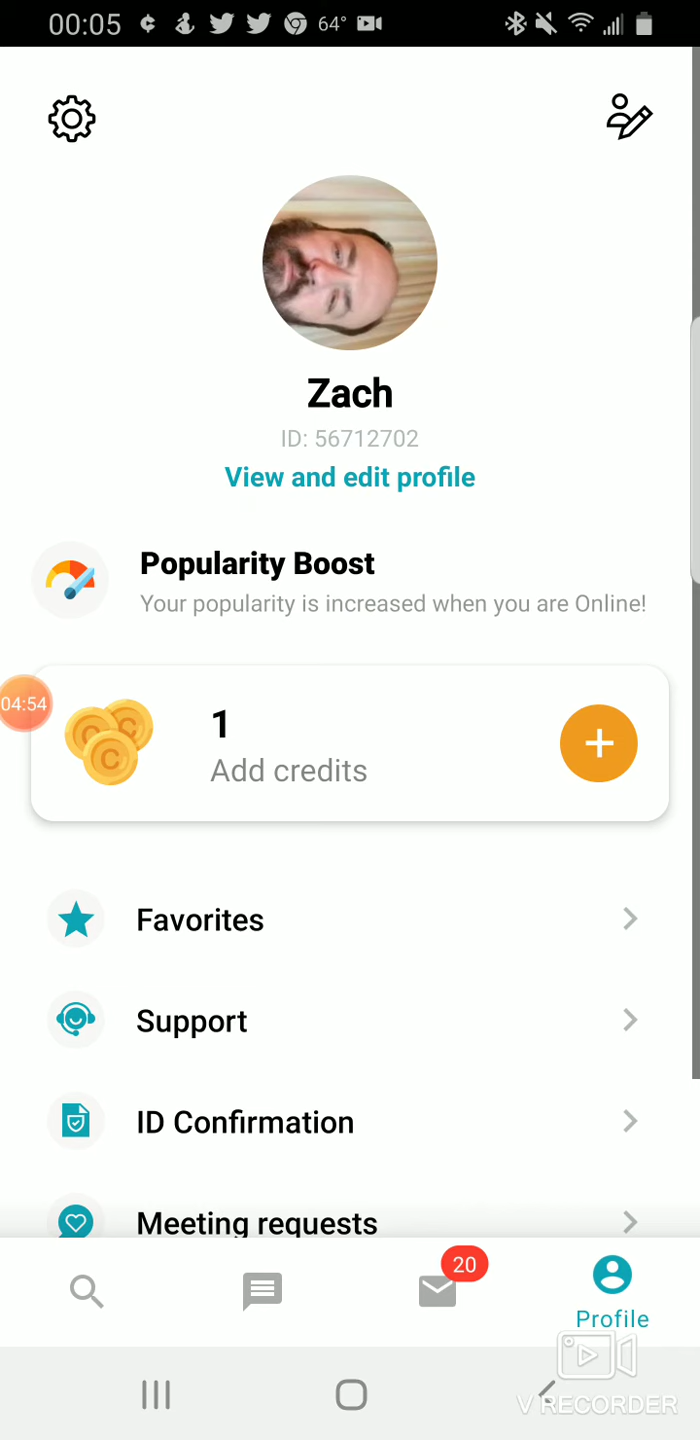 00:05
64°
Zach
ID: 56712702
View and edit profile
Popularity Boost
Your popularity is increased when you are Online!
04:54
1
Add credits
Favorites
Support
ID Confirmation
Meeting requests
20
Profile
V RECORDER